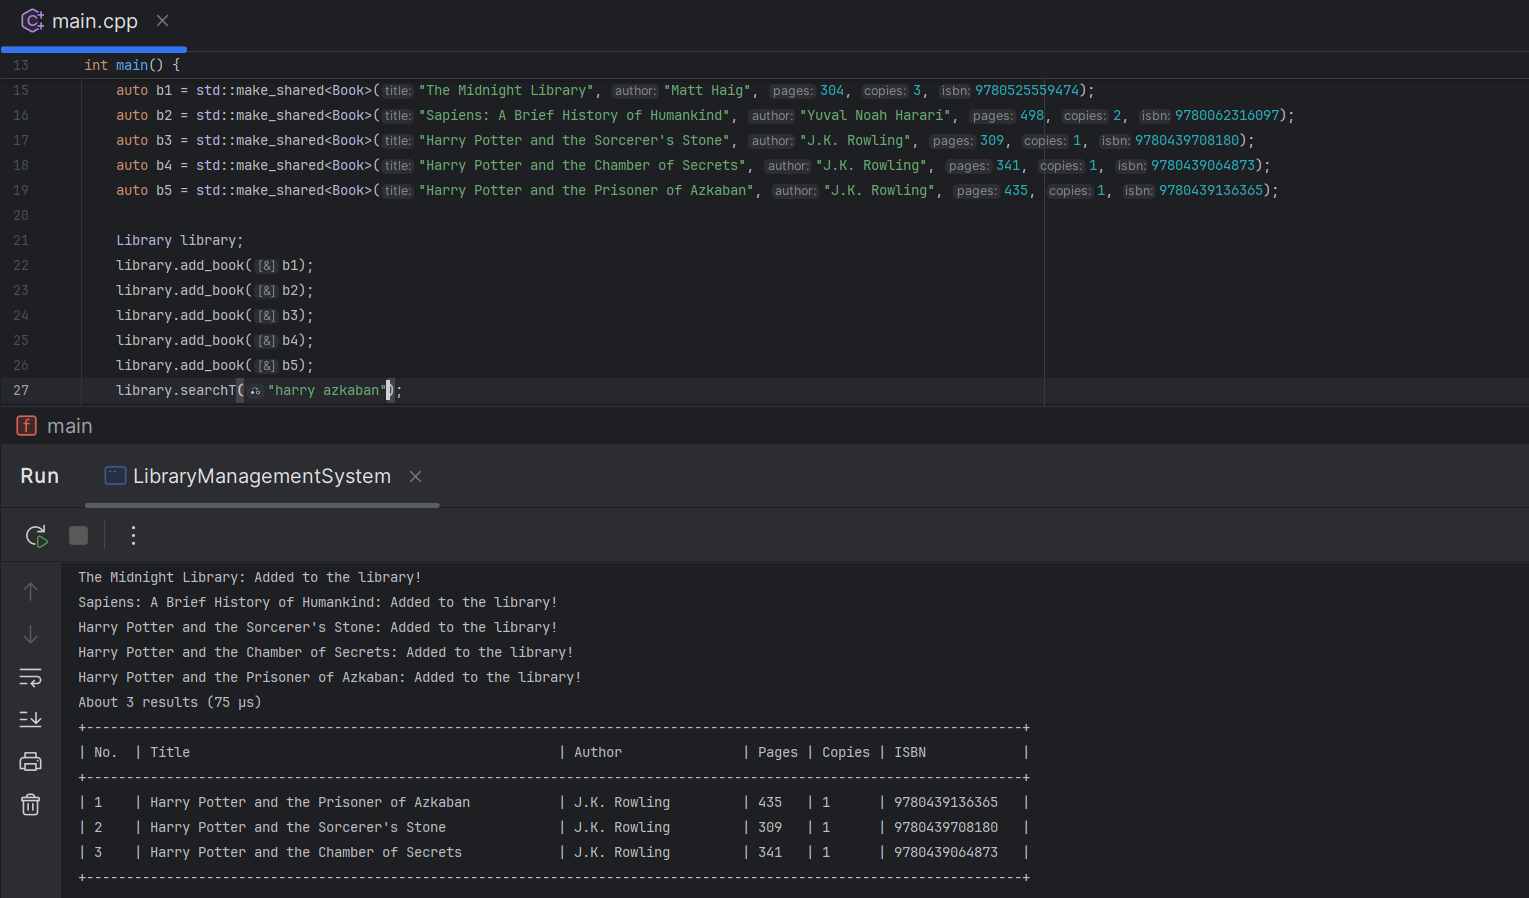 main.cpp
13 int main() {
15 auto b1 = std::make_shared<Book>( title: "The Midnight Library", author: "Matt Haig", pages: 304, copies: 3, isbn: 9780525559474);
16 auto b2 = std::make_shared<Book>( title: "Sapiens: A Brief History of Humankind", author: "Yuval Noah Harari", pages: 498, copies: 2, isbn: 9780062316097);
17 auto b3 = std::make_shared<Book>( title: "Harry Potter and the Sorcerer's Stone", author: "J.K. Rowling", pages: 309, copies: 1, isbn: 9780439708180);
18 auto b4 = std::make_shared<Book>( title: "Harry Potter and the Chamber of Secrets", author: "J.K. Rowling", pages: 341, copies: 1, isbn: 9780439064873);
19 auto b5 = std::make_shared<Book>( title: "Harry Potter and the Prisoner of Azkaban", author: "J.K. Rowling", pages: 435, copies: 1, isbn: 9780439136365);
20
21 Library library;
22 library.add_book( [&] b1);
23 library.add_book( [&] b2);
24 library.add_book( [&] b3);
25 library.add_book( [&] b4);
26 library.add_book( [&] b5);
27 library.searchT( "harry azkaban");
f main
Run LibraryManagementSystem
The Midnight Library: Added to the library!
Sapiens: A Brief History of Humankind: Added to the library!
Harry Potter and the Sorcerer's Stone: Added to the library!
Harry Potter and the Chamber of Secrets: Added to the library!
Harry Potter and the Prisoner of Azkaban: Added to the library!
About 3 results (75 µs)
+---------------------------------------------------------------------------------------------------------------------+
| No. | Title | Author | Pages | Copies | ISBN |
+---------------------------------------------------------------------------------------------------------------------+
| 1 | Harry Potter and the Prisoner of Azkaban | J.K. Rowling | 435 | 1 | 9780439136365 |
| 2 | Harry Potter and the Sorcerer's Stone | J.K. Rowling | 309 | 1 | 9780439708180 |
| 3 | Harry Potter and the Chamber of Secrets | J.K. Rowling | 341 | 1 | 9780439064873 |
+---------------------------------------------------------------------------------------------------------------------+